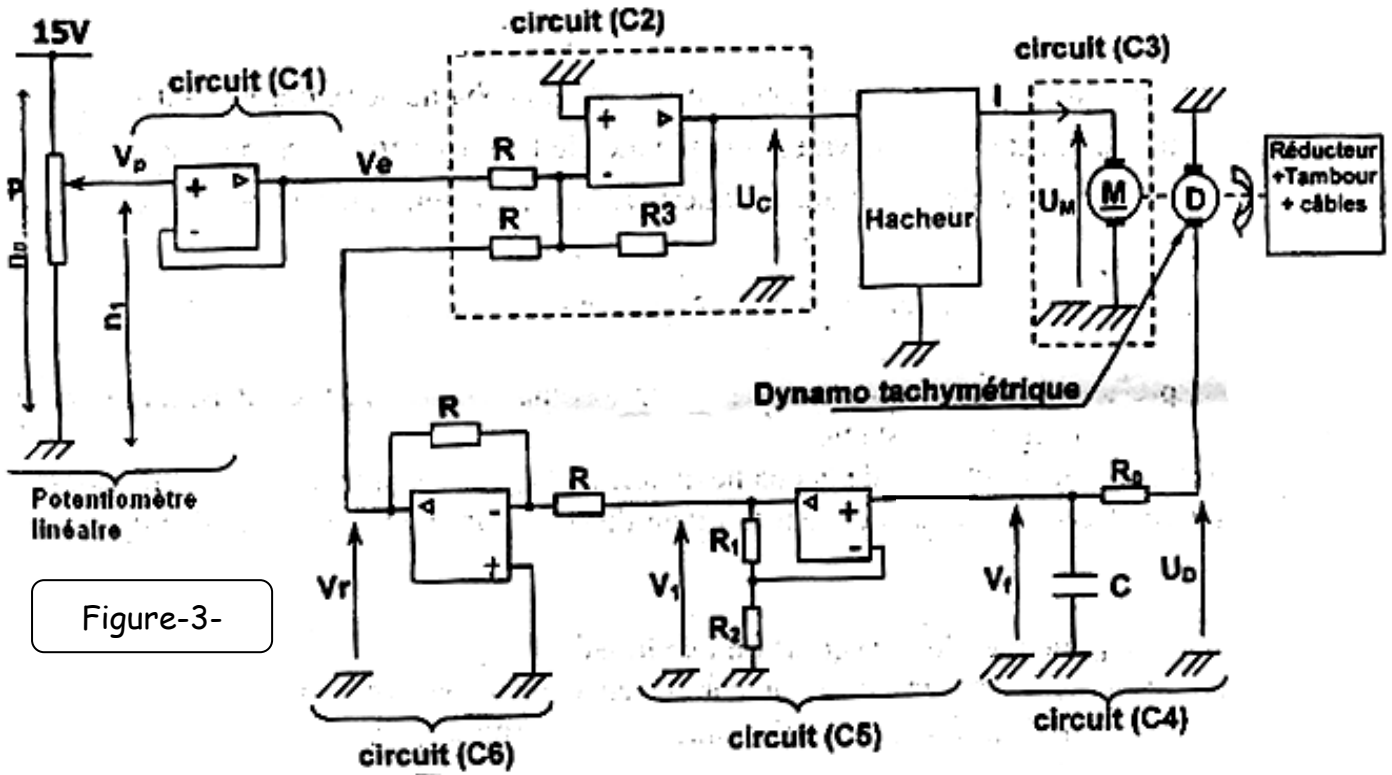 15V
circuit (C1)
circuit (C2)
circuit (C3)
Vp
Ve
R
R
R3
+
-
+
-
UC
Hacheur
I
UM
M
D
Réducteur
+Tambour
+ câbles
n1
Dynamo tachymétrique
Potentiomètre
linéaire
R
R
-
+
Vr
V1
R1
R2
+
-
Vf
C
R0
UD
circuit (C6)
circuit (C5)
circuit (C4)
Figure-3-